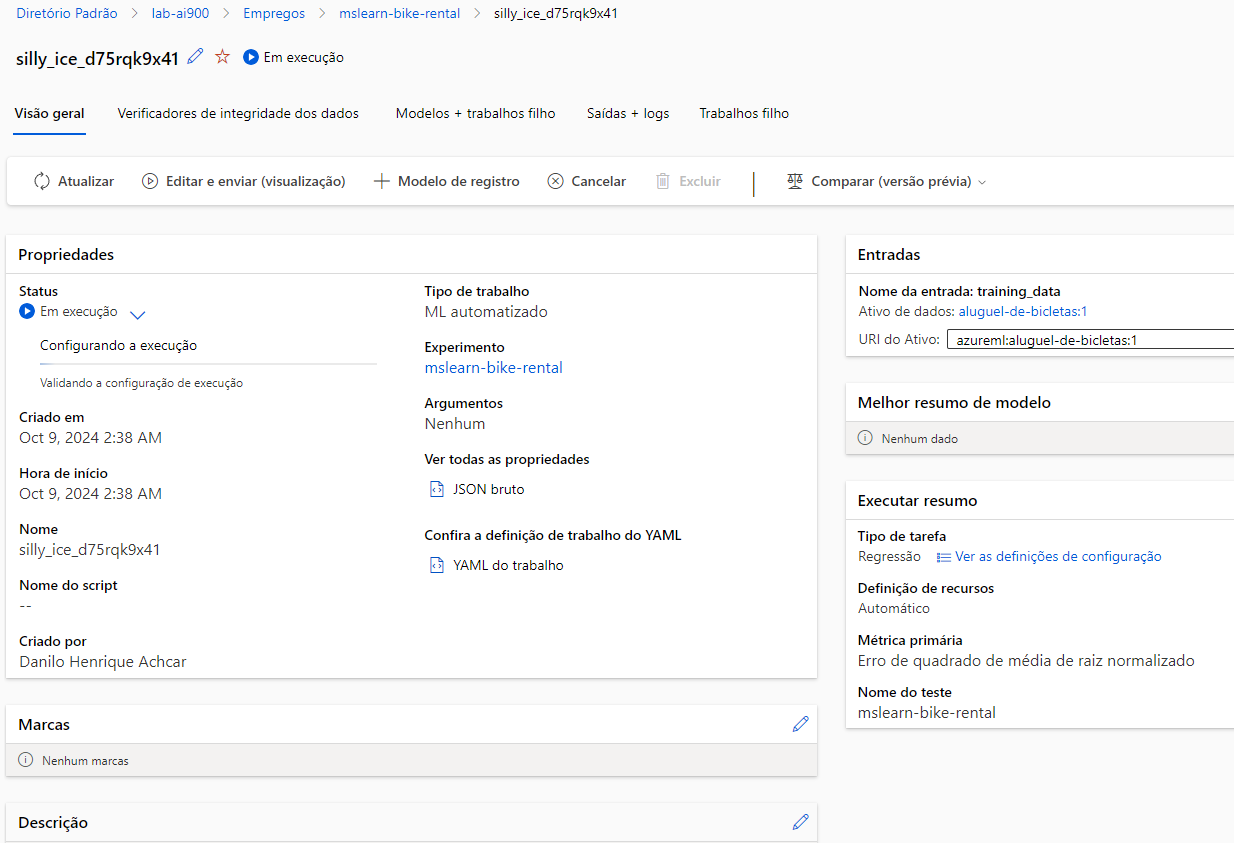 Diretório Padrão > lab-ai900 > Empregos > mslearn-bike-rental > silly_ice_d75rqk9x41
silly_ice_d75rqk9x41 Em execução
Visão geral Verificadores de integridade dos dados Modelos + trabalhos filho Saídas + logs Trabalhos filho
Atualizar Editar e enviar (visualização) Modelo de registro Cancelar Excluir Comparar (versão prévia)
Propriedades
Status
Em execução
Configurando a execução
Validando a configuração de execução
Criado em
Oct 9, 2024 2:38 AM
Hora de início
Oct 9, 2024 2:38 AM
Nome
silly_ice_d75rqk9x41
Nome do script
--
Criado por
Danilo Henrique Achcar
Tipo de trabalho
ML automatizado
Experimento
mslearn-bike-rental
Argumentos
Nenhum
Ver todas as propriedades
JSON bruto
Confira a definição de trabalho do YAML
YAML do trabalho
Marcas
Nenhum marcas
Descrição
Entradas
Nome da entrada: training_data
Ativo de dados: aluguel-de-bicletas:1
URI do Ativo: azureml:aluguel-de-bicletas:1
Melhor resumo de modelo
Nenhum dado
Executar resumo
Tipo de tarefa
Regressão Ver as definições de configuração
Definição de recursos
Automático
Métrica primária
Erro de quadrado de média de raiz normalizado
Nome do teste
mslearn-bike-rental